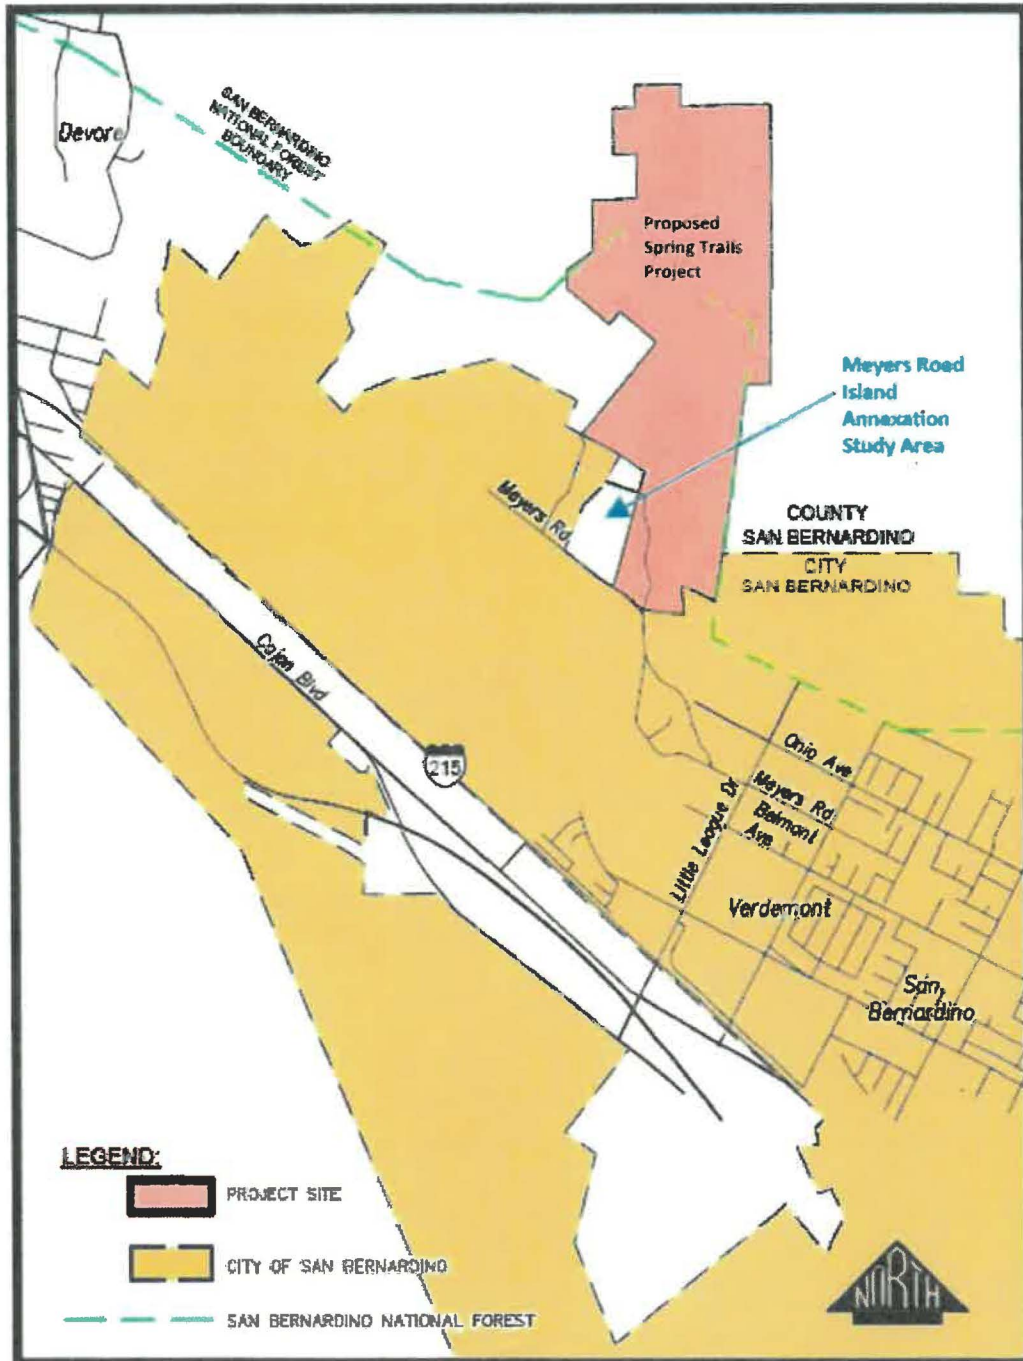 Devore
SAN BERNARDINO
NATIONAL FOREST
BOUNDARY
Proposed
Spring Trails
Project
Meyers Road
Island
Annexation
Study Area
Meyers Rd
COUNTY
SAN BERNARDINO
CITY
SAN BERNARDINO
Cajon Blvd
215
Ohio Ave
Meyers Rd
Belmont
Ave
Little League Dr
Verdemont
San
Bernardino
LEGEND:
PROJECT SITE
CITY OF SAN BERNARDINO
SAN BERNARDINO NATIONAL FOREST
NORTH